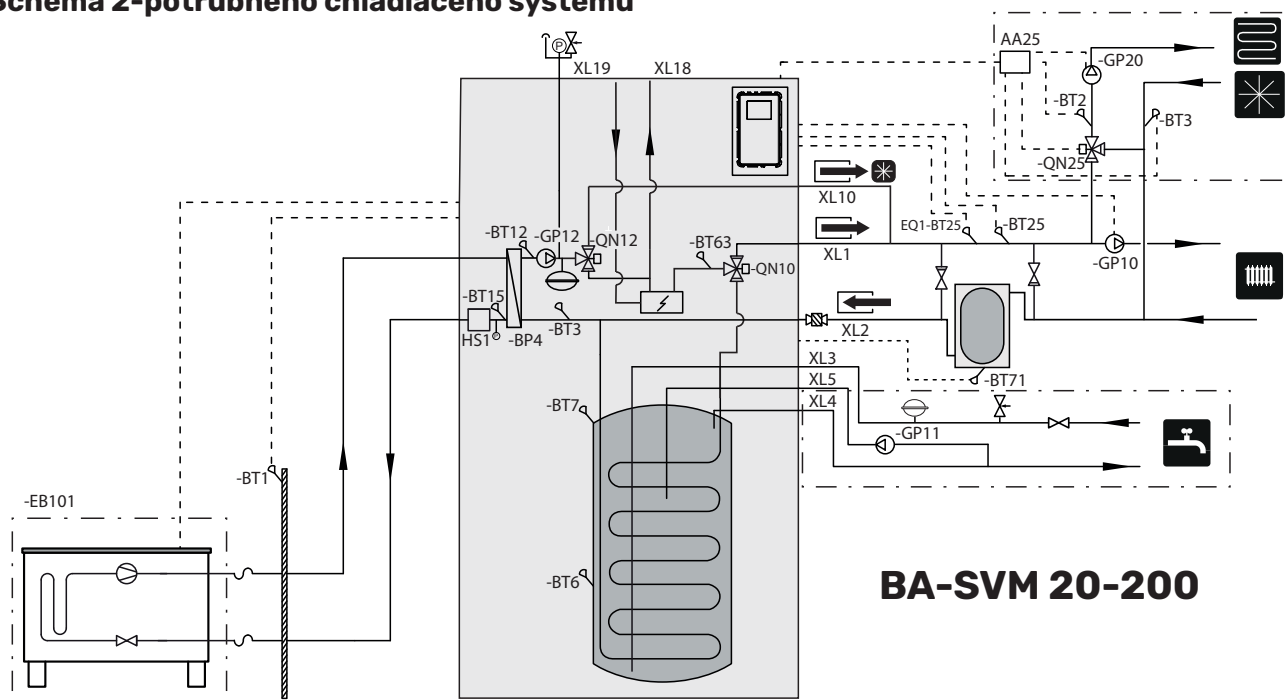 Schéma 2-potrubného chladiaceho systému
P
XL19
XL18
AA25
-GP20
-BT2
-BT3
-QN25
XL10
-BT12
-GP12
-QN12
-BT63
-QN10
EQ1-BT25
-BT25
XL1
-GP10
-BT15
HS1
P
-BP4
-BT3
XL2
XL3
XL5
XL4
-BT71
-BT7
-GP11
-BT1
-EB101
-BT6
BA-SVM 20-200